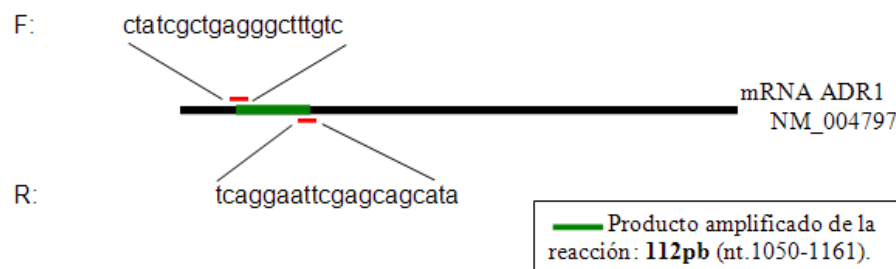 F: ctatcgctgagggctttgtc
mRNA ADR1
NM_004797
R: tcaggaattcgagcagcata
Producto amplificado de la
reacción: 112pb (nt.1050-1161).